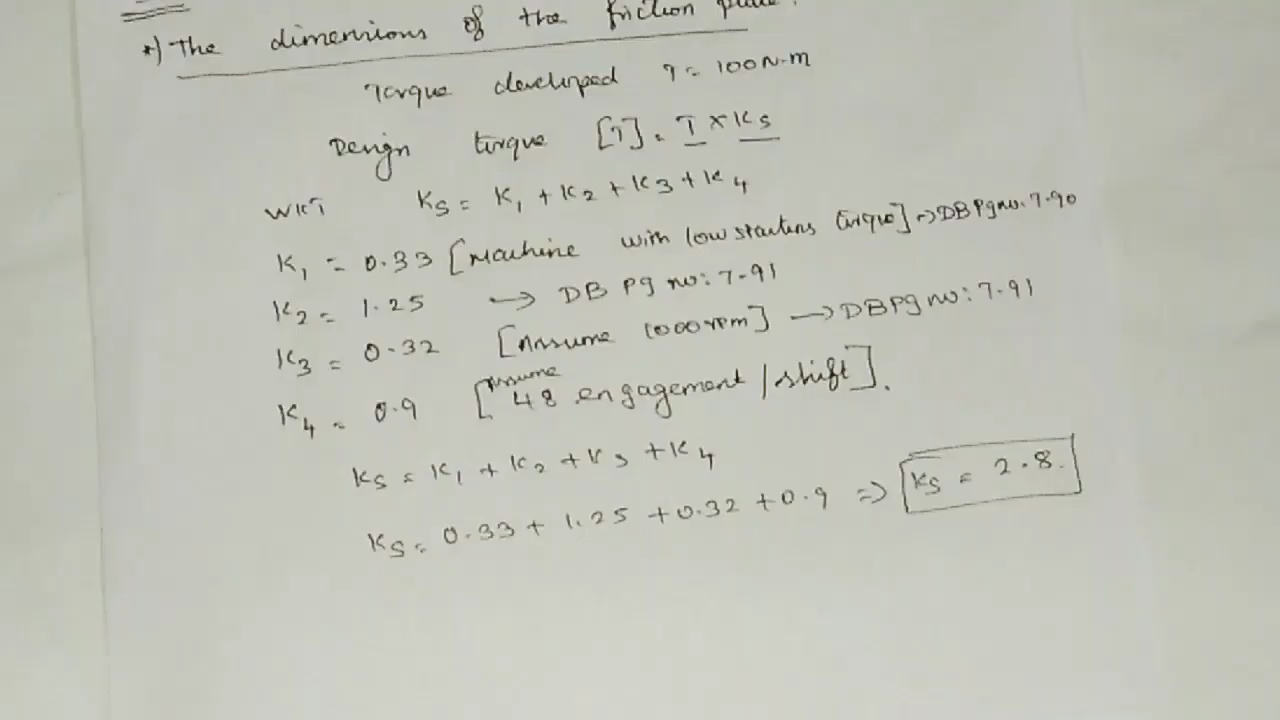 *) The dimensions of the friction plate.
Torque developed T = 100 N-m
Design torque [T] = T × Ks
WKT Ks = K1 + K2 + K3 + K4
K1 = 0.33 [Machine with low starting torque] → DB Pg no. 7.90
K2 = 1.25 → DB Pg no: 7.91
K3 = 0.32 [Assume 1000 rpm] → DB Pg no: 7.91
K4 = 0.9 [Assume 48 engagement / shift].
Ks = K1 + K2 + K3 + K4
Ks = 0.33 + 1.25 + 0.32 + 0.9 ⇒ Ks = 2.8.